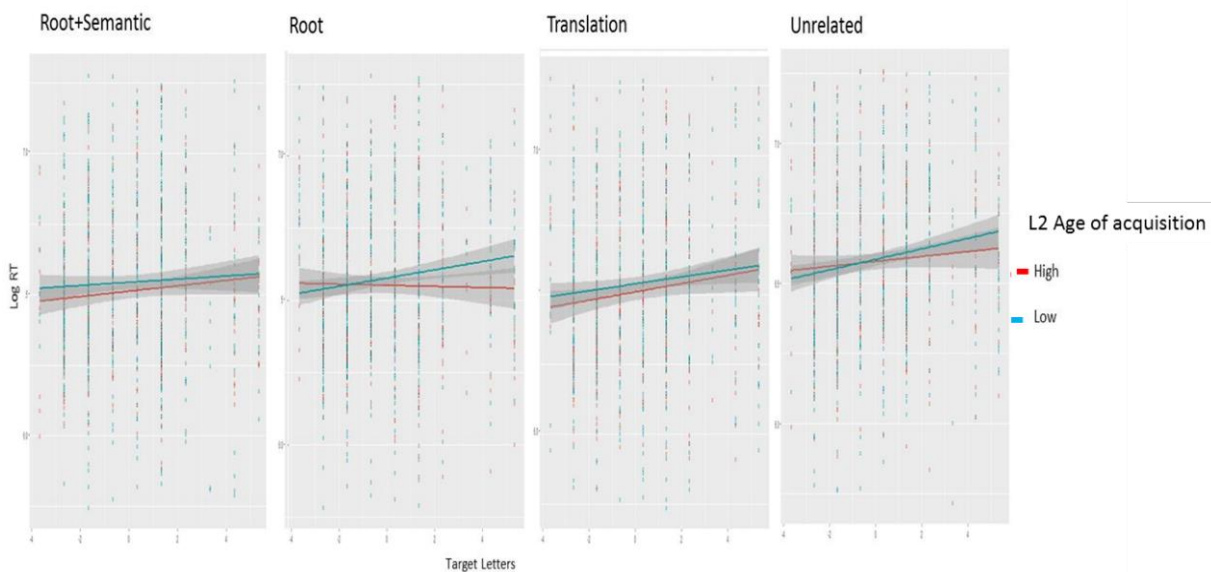 Root+Semantic
Root
Translation
Unrelated
Log RT
L2 Age of acquisition
High
Low
Target Letters